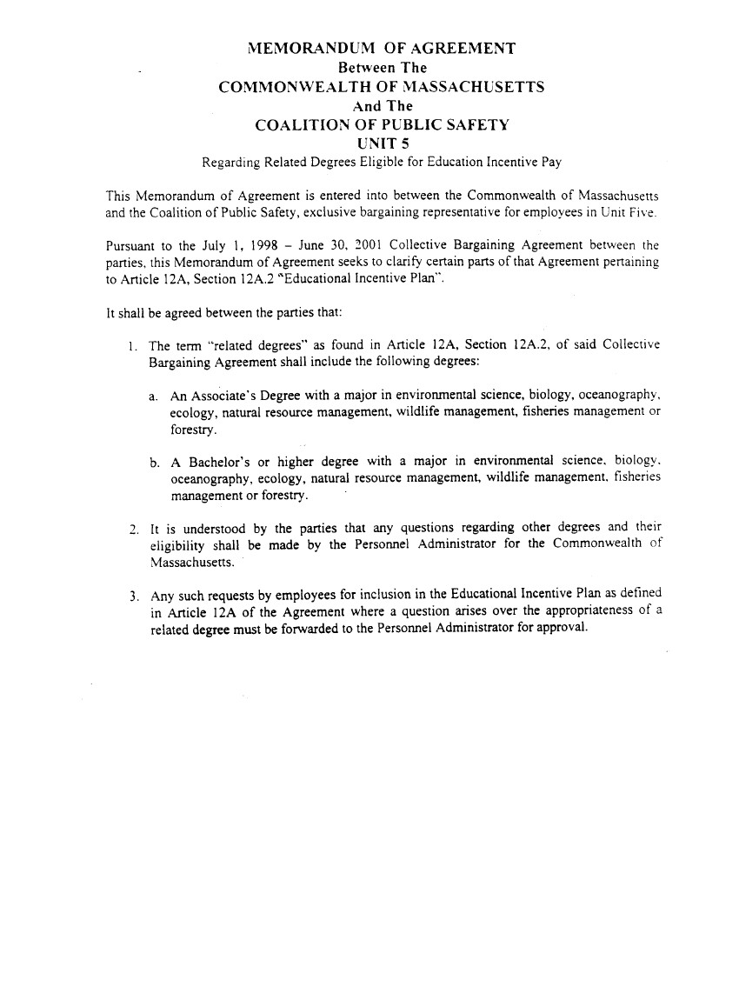 MEMORANDUM OF AGREEMENT
Between The
COMMONWEALTH OF MASSACHUSETTS
And The
COALITION OF PUBLIC SAFETY
UNIT 5
Regarding Related Degrees Eligible for Education Incentive Pay
This Memorandum of Agreement is entered into between the Commonwealth of Massachusetts
and the Coalition of Public Safety, exclusive bargaining representative for employees in Unit Five.
Pursuant to the July 1, 1998 – June 30, 2001 Collective Bargaining Agreement between the
parties, this Memorandum of Agreement seeks to clarify certain parts of that Agreement pertaining
to Article 12A, Section 12A.2 "Educational Incentive Plan".
It shall be agreed between the parties that:
1. The term "related degrees" as found in Article 12A, Section 12A.2, of said Collective
Bargaining Agreement shall include the following degrees:
a. An Associate's Degree with a major in environmental science, biology, oceanography,
ecology, natural resource management, wildlife management, fisheries management or
forestry.
b. A Bachelor's or higher degree with a major in environmental science, biology,
oceanography, ecology, natural resource management, wildlife management, fisheries
management or forestry.
2. It is understood by the parties that any questions regarding other degrees and their
eligibility shall be made by the Personnel Administrator for the Commonwealth of
Massachusetts.
3. Any such requests by employees for inclusion in the Educational Incentive Plan as defined
in Article 12A of the Agreement where a question arises over the appropriateness of a
related degree must be forwarded to the Personnel Administrator for approval.